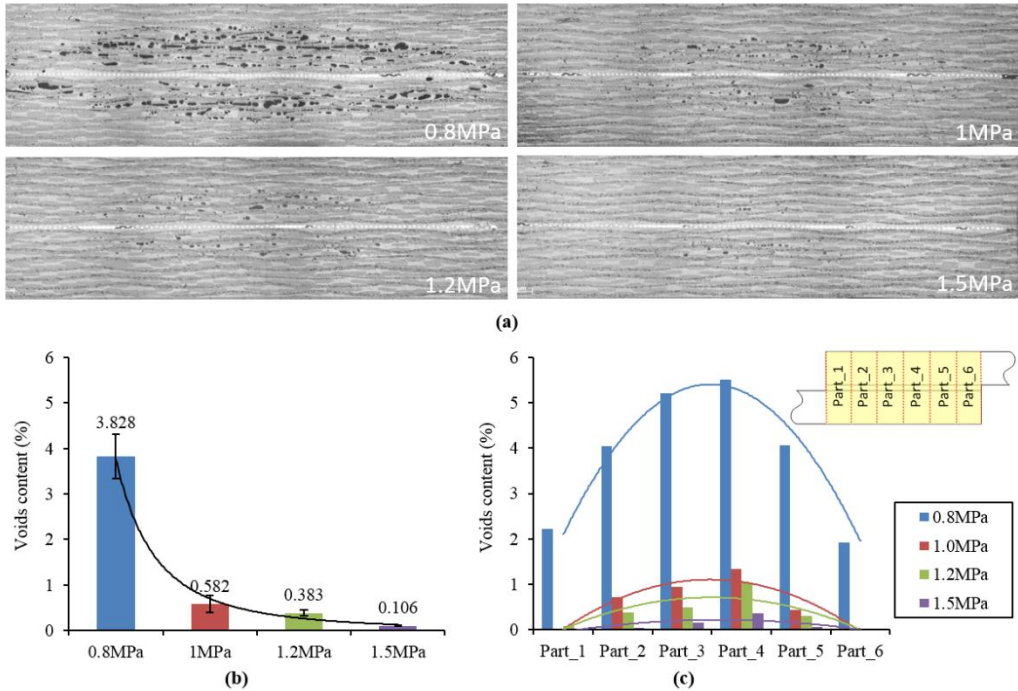 0.8MPa
1MPa
1.2MPa
1.5MPa
(a)
Voids content (%)
6
5
4
3
2
1
0
3.828
0.582
0.383
0.106
0.8MPa
1MPa
1.2MPa
1.5MPa
(b)
Voids content (%)
6
5
4
3
2
1
0
Part_1
Part_2
Part_3
Part_4
Part_5
Part_6
0.8MPa
1.0MPa
1.2MPa
1.5MPa
Part_1
Part_2
Part_3
Part_4
Part_5
Part_6
(c)